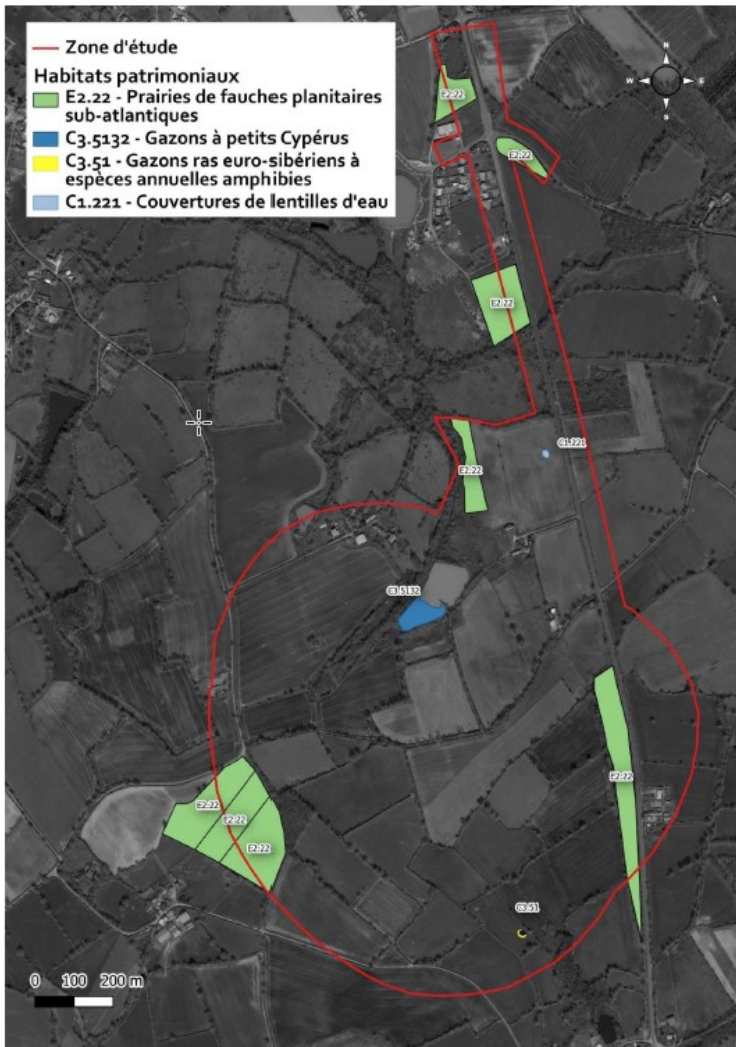 Zone d'étude
Habitats patrimoniaux
E2.22 - Prairies de fauches planitaires
sub-atlantiques
C3.5132 - Gazons à petits Cypérus
C3.51 - Gazons ras euro-sibériens à
espèces annuelles amphibies
C1.221 - Couvertures de lentilles d'eau
N
W E
S
E2.22
E2.22
E2.22
C1.221
E2.22
C3.5132
E2.22
E2.22
E2.22
E2.22
C3.51
0 100 200 m